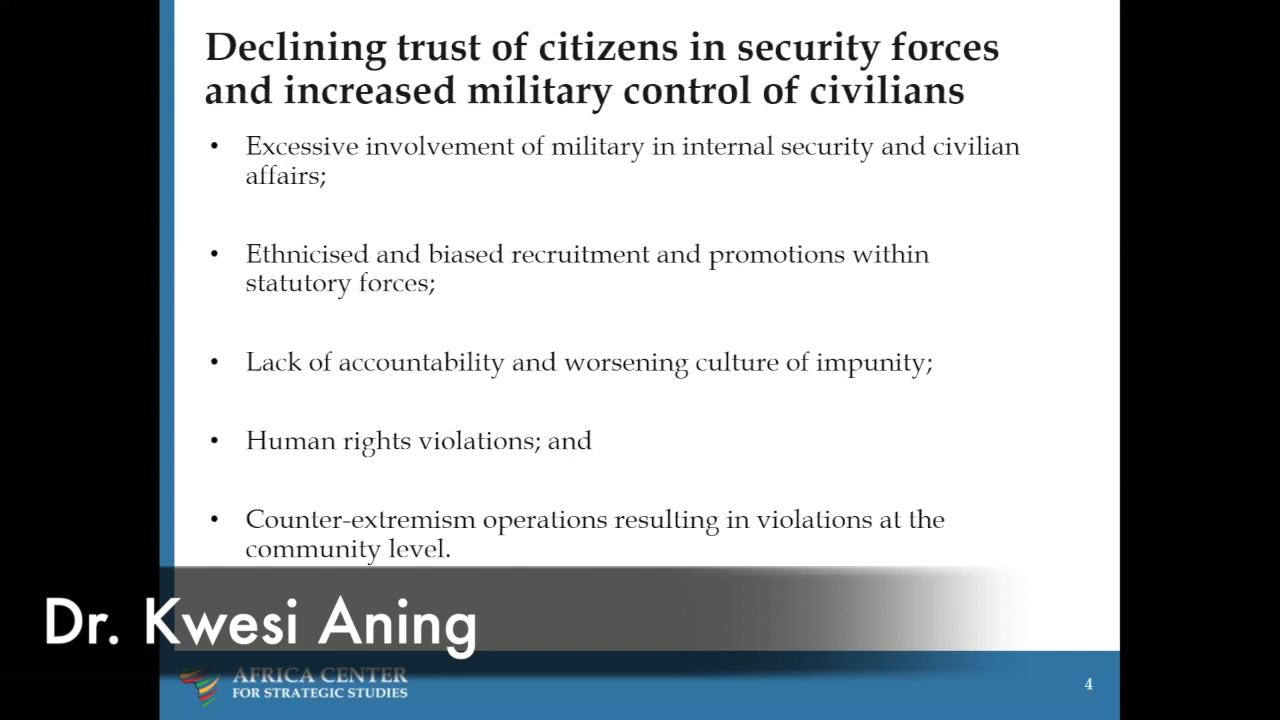 Declining trust of citizens in security forces
and increased military control of civilians
• Excessive involvement of military in internal security and civilian
affairs;
• Ethnicised and biased recruitment and promotions within
statutory forces;
• Lack of accountability and worsening culture of impunity;
• Human rights violations; and
• Counter-extremism operations resulting in violations at the
community level.
Dr. Kwesi Aning
AFRICA CENTER
FOR STRATEGIC STUDIES
4